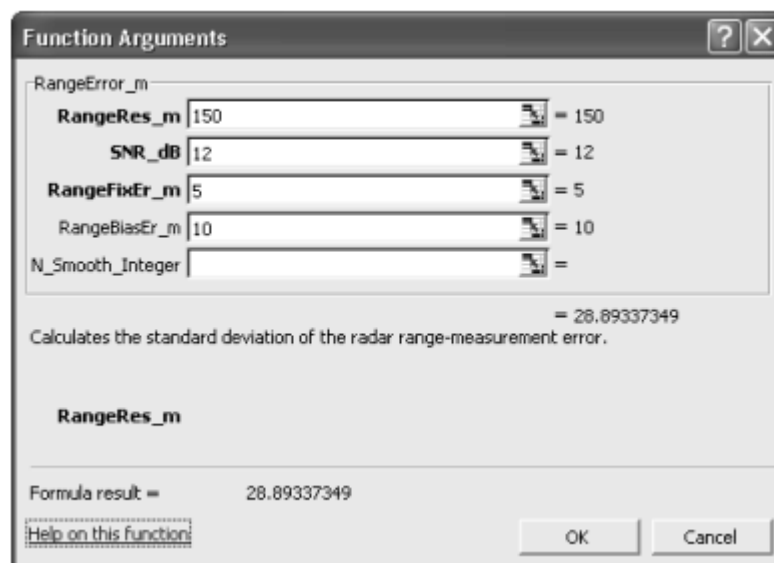 Function Arguments
RangeError_m
RangeRes_m 150 = 150
SNR_dB 12 = 12
RangeFixEr_m 5 = 5
RangeBiasEr_m 10 = 10
N_Smooth_Integer =
= 28.89337349
Calculates the standard deviation of the radar range-measurement error.
RangeRes_m
Formula result = 28.89337349
Help on this function OK Cancel